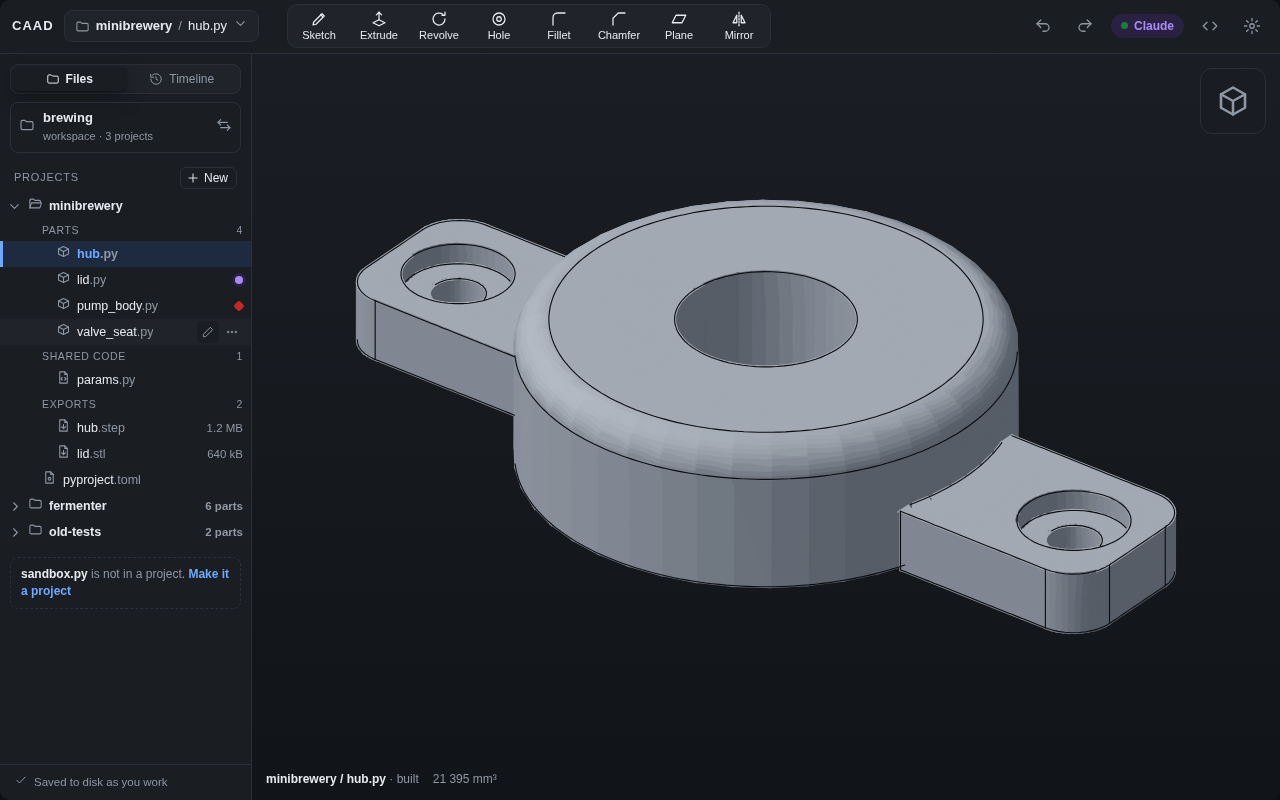 CAAD
minibrewery / hub.py
Sketch
Extrude
Revolve
Hole
Fillet
Chamfer
Plane
Mirror
Claude
Files
Timeline
brewing
workspace · 3 projects
PROJECTS
New
minibrewery
PARTS 4
hub.py
lid.py
pump_body.py
valve_seat.py
SHARED CODE 1
params.py
EXPORTS 2
hub.step 1.2 MB
lid.stl 640 kB
pyproject.toml
fermenter 6 parts
old-tests 2 parts
sandbox.py is not in a project. Make it
a project
Saved to disk as you work
minibrewery / hub.py · built 21 395 mm³